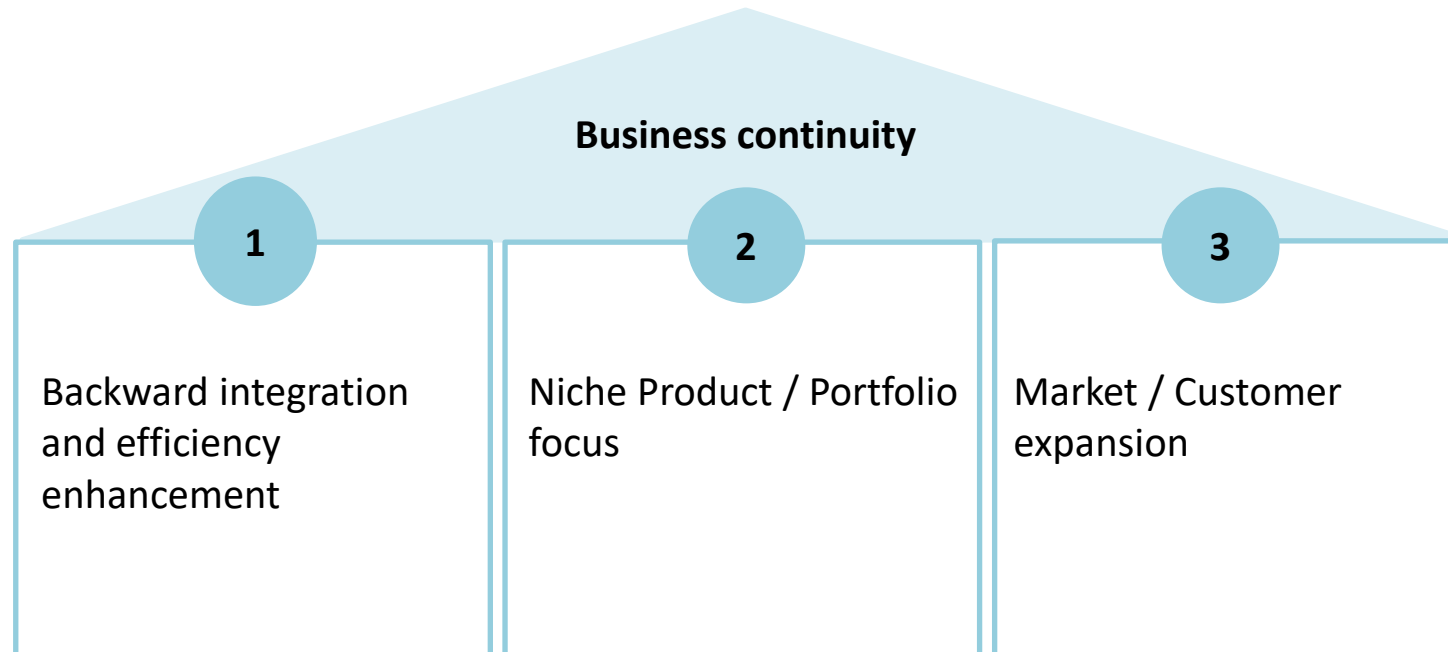 Business continuity
1
2
3
Backward integration
and efficiency
enhancement
Niche Product / Portfolio
focus
Market / Customer
expansion